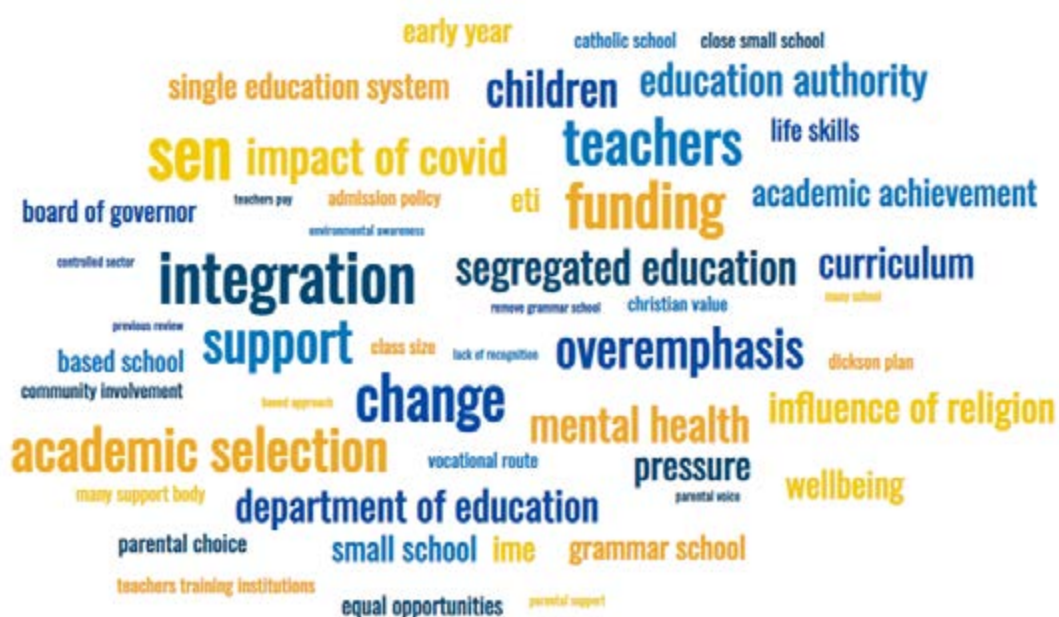 early year
catholic school close small school
single education system children education authority
sen impact of covid teachers life skills
board of governor teachers pay admission policy eti funding academic achievement
environmental awareness
controlled sector integration segregated education curriculum
remove grammar school christian value many school
previous review
based school support class size lack of recognition overemphasis dickson plan
community involvement based approach change mental health influence of religion
academic selection vocational route pressure
many support body department of education parental voice wellbeing
parental choice small school ime grammar school
teachers training institutions
equal opportunities parental support